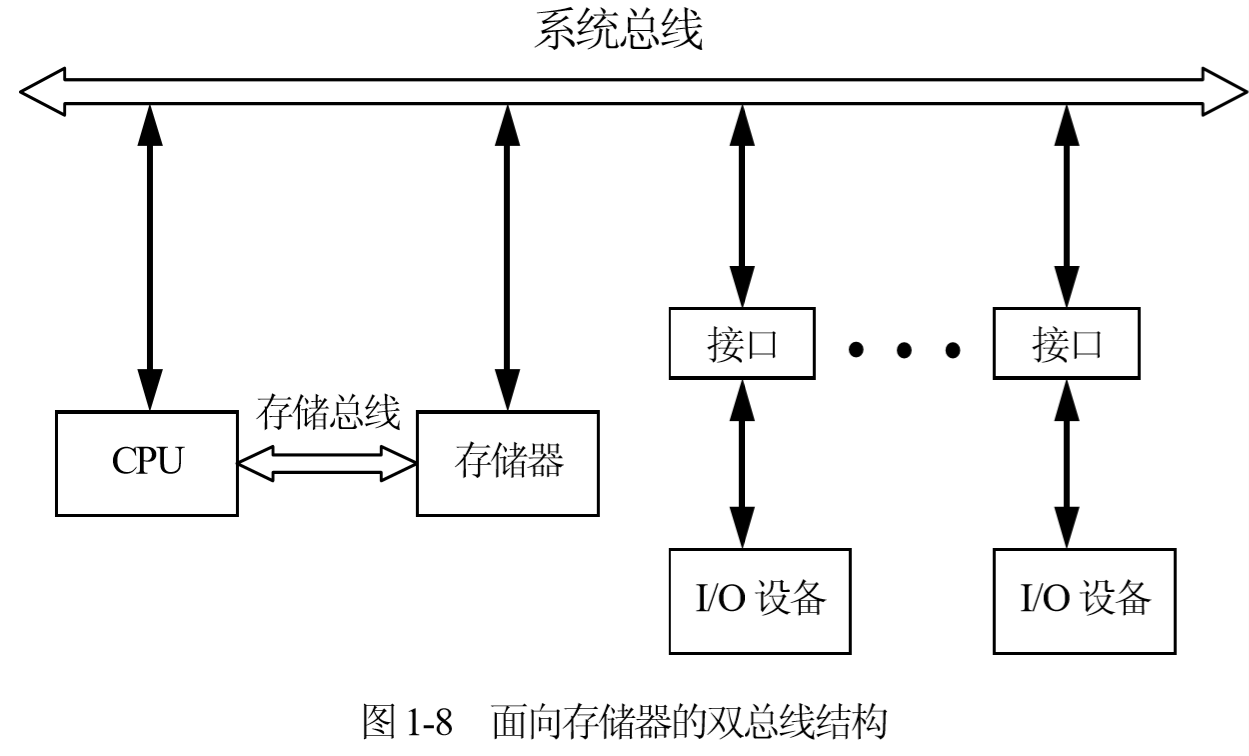 系统总线
接口
接口
存储总线
CPU
存储器
I/O 设备
I/O 设备
图 1-8 面向存储器的双总线结构